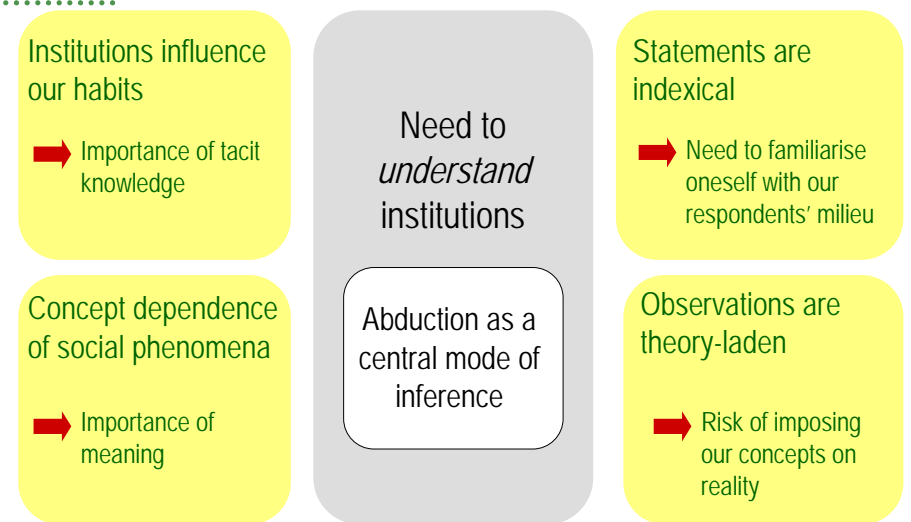 Institutions influence
our habits
Importance of tacit
knowledge
Concept dependence
of social phenomena
Importance of
meaning
Need to
understand
institutions
Abduction as a
central mode of
inference
Statements are
indexical
Need to familiarise
oneself with our
respondents' milieu
Observations are
theory-laden
Risk of imposing
our concepts on
reality